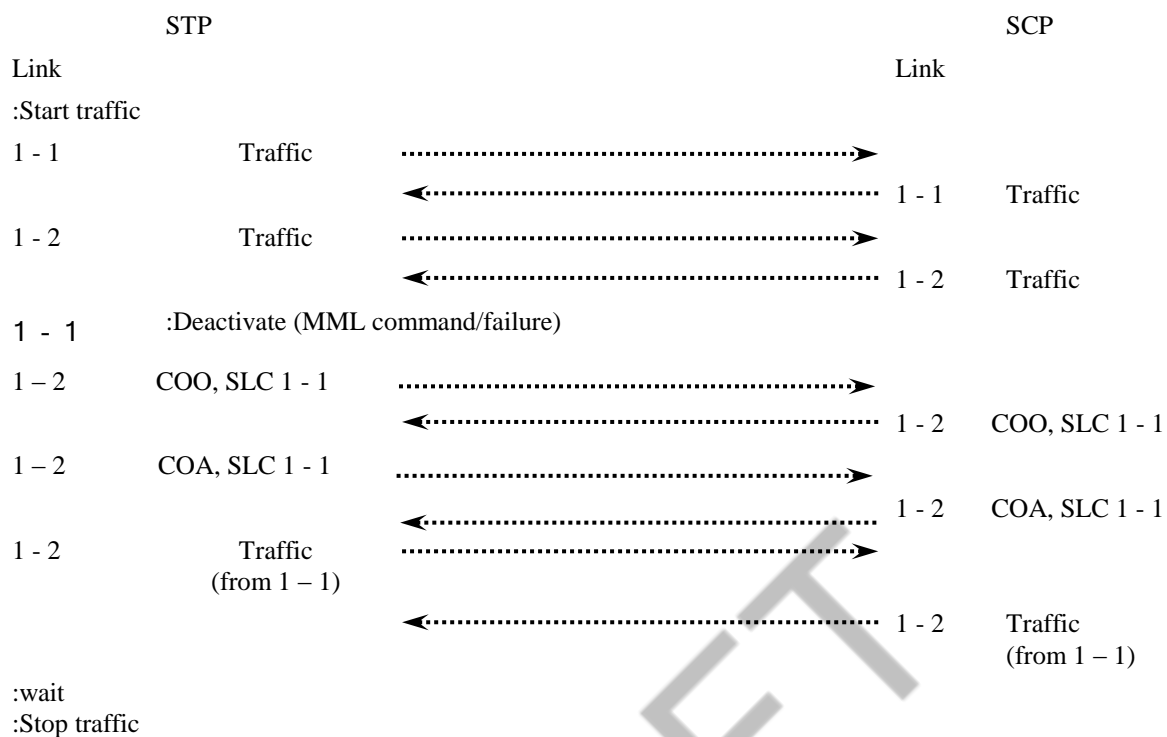 STP SCP
Link Link
:Start traffic
1 - 1 Traffic
1 - 1 Traffic
1 - 2 Traffic
1 - 2 Traffic
1 - 1 :Deactivate (MML command/failure)
1 – 2 COO, SLC 1 - 1
1 - 2 COO, SLC 1 - 1
1 – 2 COA, SLC 1 - 1
1 - 2 COA, SLC 1 - 1
1 - 2 Traffic
(from 1 – 1)
1 - 2 Traffic
(from 1 – 1)
:wait
:Stop traffic